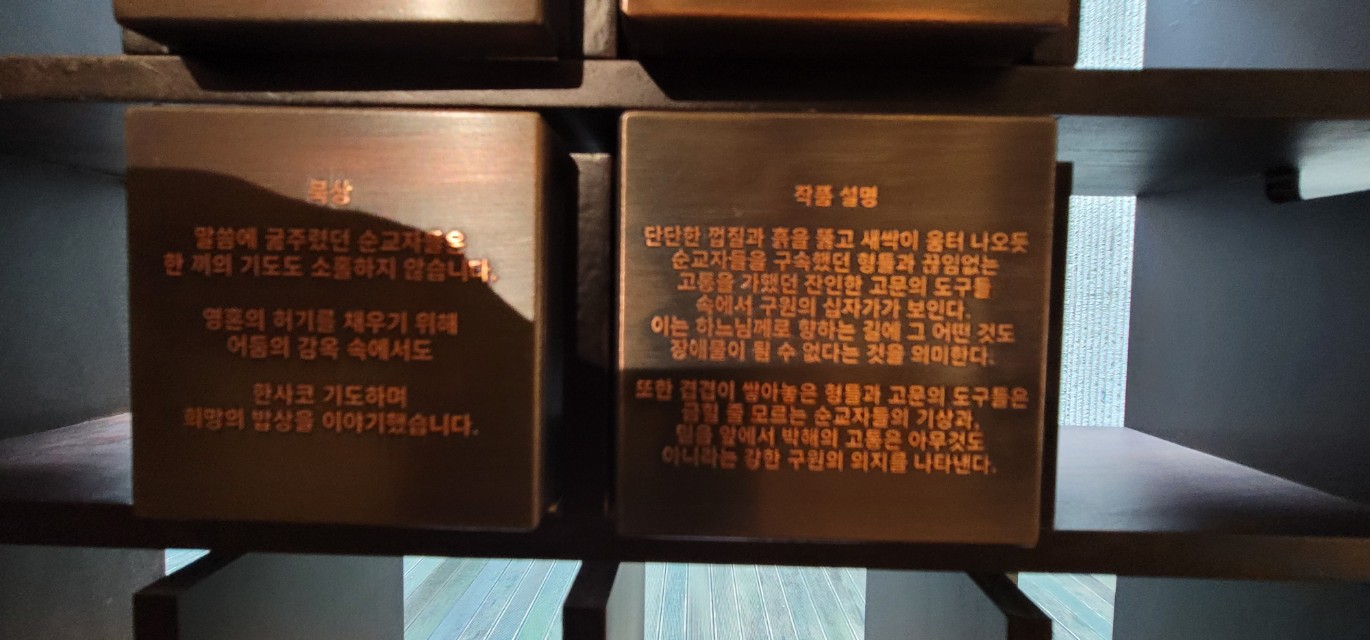 묵상
말씀에 굶주렸던 순교자들은
한 끼의 기도도 소홀하지 않습니다.
영혼의 허기를 채우기 위해
어둠의 감옥 속에서도
한사코 기도하며
희망의 밥상을 이야기했습니다.
작품 설명
단단한 껍질과 흙을 뚫고 새싹이 움터 나오듯
순교자들을 구속했던 형틀과 끊임없는
고통을 가했던 잔인한 고문의 도구들
속에서 구원의 십자가가 보인다.
이는 하느님께로 향하는 길에 그 어떤 것도
장애물이 될 수 없다는 것을 의미한다.
또한 겹겹이 쌓아놓은 형틀과 고문의 도구들은
굽힐 줄 모르는 순교자들의 기상과,
믿음 앞에서 박해의 고통은 아무것도
아니라는 강한 구원의 의지를 나타낸다.